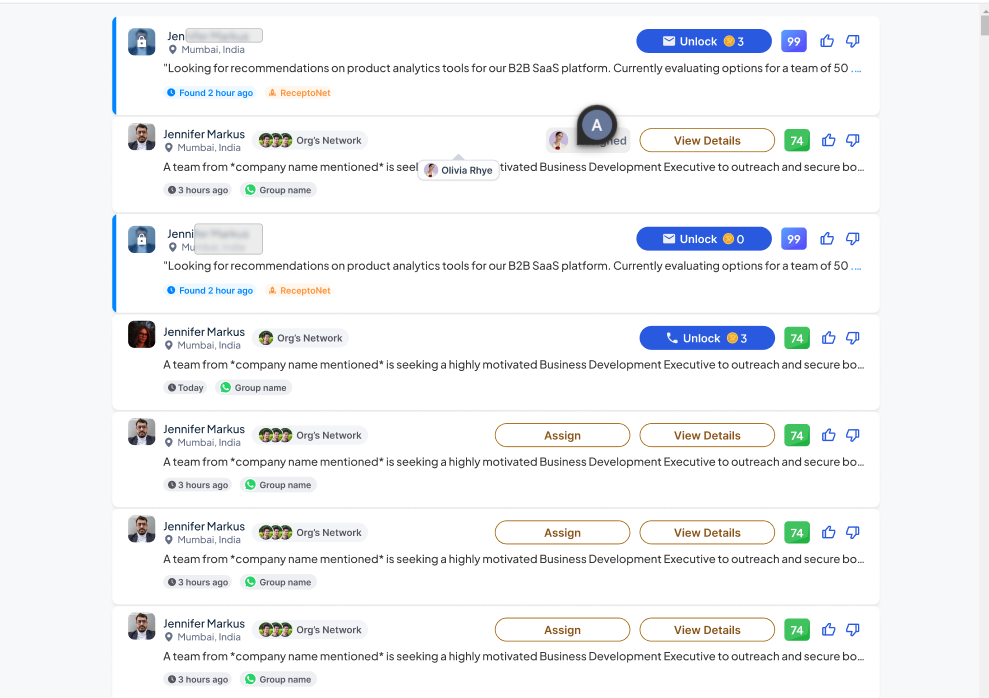 Jen
Mumbai, India
Unlock 3
99
"Looking for recommendations on product analytics tools for our B2B SaaS platform. Currently evaluating options for a team of 50 ...
Found 2 hour ago
ReceptoNet
Jennifer Markus
Mumbai, India
Org's Network
A
View Details
74
A team from *company name mentioned* is seel tivated Business Development Executive to outreach and secure bo...
Olivia Rhye
3 hours ago
Group name
Jenni
Mu
Unlock 0
99
"Looking for recommendations on product analytics tools for our B2B SaaS platform. Currently evaluating options for a team of 50 ...
Found 2 hour ago
ReceptoNet
Jennifer Markus
Mumbai, India
Org's Network
Unlock 3
74
A team from *company name mentioned* is seeking a highly motivated Business Development Executive to outreach and secure bo...
Today
Group name
Jennifer Markus
Mumbai, India
Org's Network
Assign
View Details
74
A team from *company name mentioned* is seeking a highly motivated Business Development Executive to outreach and secure bo...
3 hours ago
Group name
Jennifer Markus
Mumbai, India
Org's Network
Assign
View Details
74
A team from *company name mentioned* is seeking a highly motivated Business Development Executive to outreach and secure bo...
3 hours ago
Group name
Jennifer Markus
Mumbai, India
Org's Network
Assign
View Details
74
A team from *company name mentioned* is seeking a highly motivated Business Development Executive to outreach and secure bo...
3 hours ago
Group name